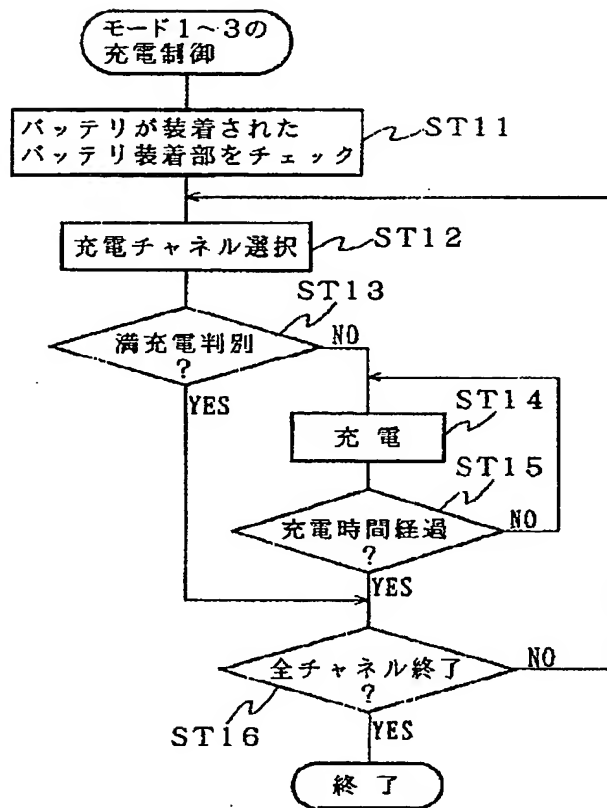 モード1～3の
充電制御
バッテリが装着された
バッテリ装着部をチェック
ST11
充電チャネル選択
ST12
ST13
満充電判別
?
NO
YES
ST14
充電
ST15
充電時間経過
?
NO
YES
全チャネル終了
?
NO
ST16
YES
終了